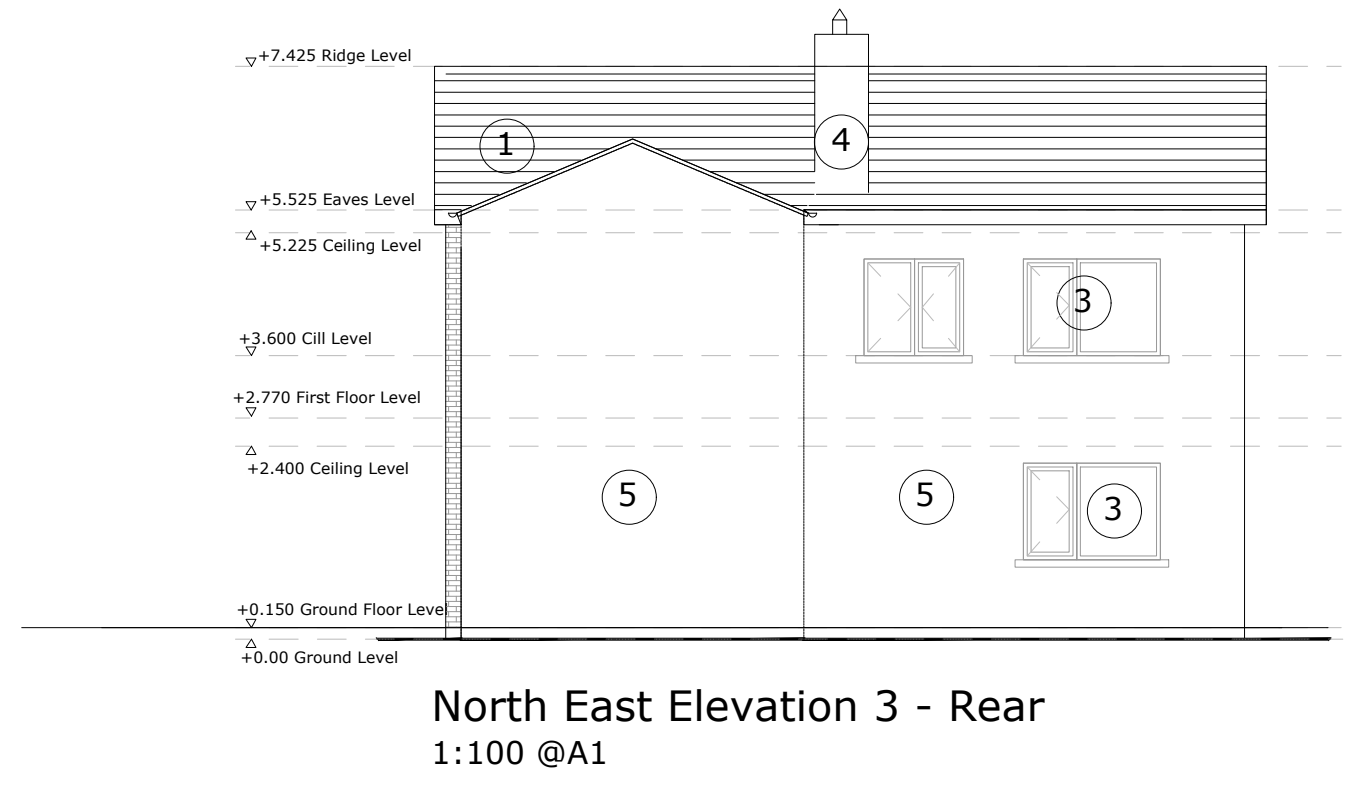 +7.425 Ridge Level
1
4
+5.525 Eaves Level
+5.225 Ceiling Level
3
+3.600 Cill Level
+2.770 First Floor Level
+2.400 Ceiling Level
5
5
3
+0.150 Ground Floor Level
+0.00 Ground Level
North East Elevation 3 - Rear
1:100 @A1